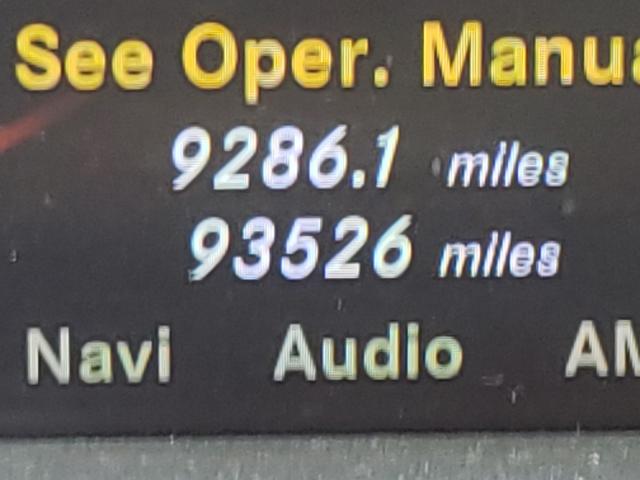 See Oper. Manua
9286.1 miles
93526 miles
Navi Audio AM